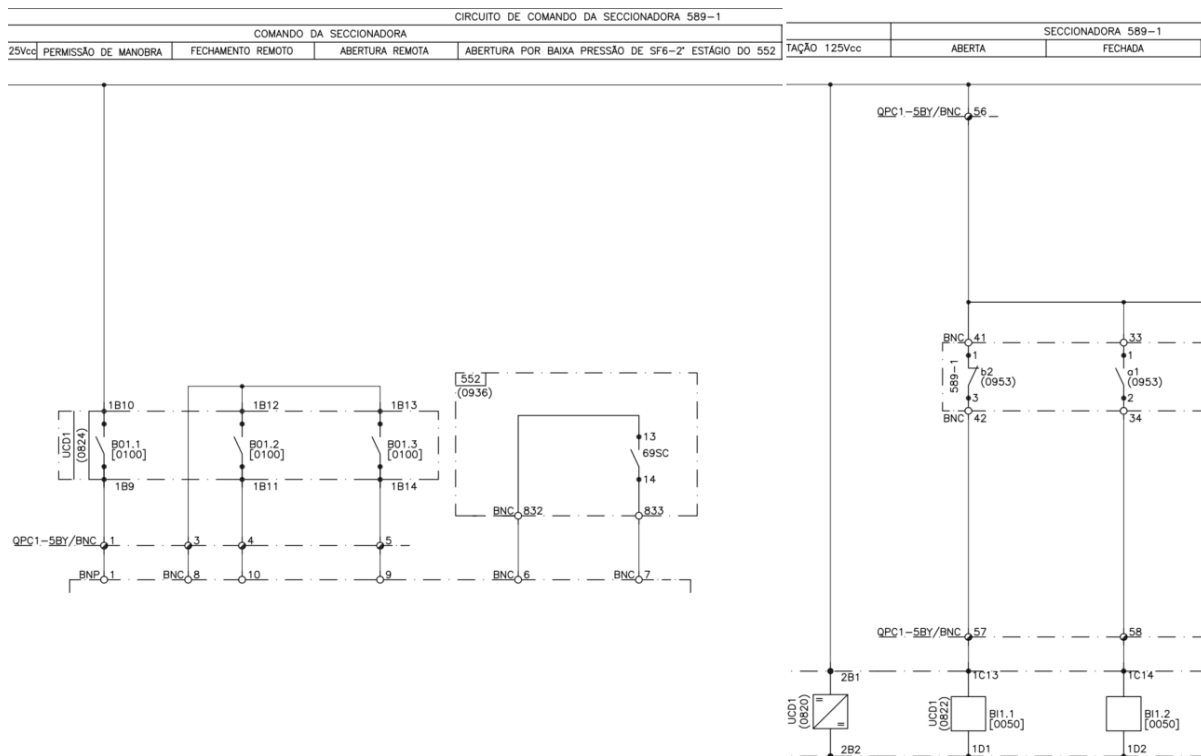 CIRCUITO DE COMANDO DA SECCIONADORA 589-1
COMANDO DA SECCIONADORA
25Vcc PERMISSÃO DE MANOBRA FECHAMENTO REMOTO ABERTURA REMOTA ABERTURA POR BAIXA PRESSÃO DE SF6-2° ESTÁGIO DO 552
SECCIONADORA 589-1
TAÇÃO 125Vcc ABERTA FECHADA
QPC1-5BY/BNC 56
BNC 41 33
1 1
589-1 b2 (0953) a1 (0953)
3 2
BNC 42 34
552
(0936)
1B10 1B12 1B13
UCD1 (0824)
B01.1 [0100] B01.2 [0100] B01.3 [0100]
1B9 1B11 1B14
13
69SC
14
BNC 832 833
QPC1-5BY/BNC 1 3 4 5
BNP 1 BNC 8 10 9 BNC 6 BNC 7
QPC1-5BY/BNC 57 58
2B1 1C13 1C14
UCD1 (0820) UCD1 (0822) BI1.1 [0050] BI1.2 [0050]
2B2 1D1 1D2